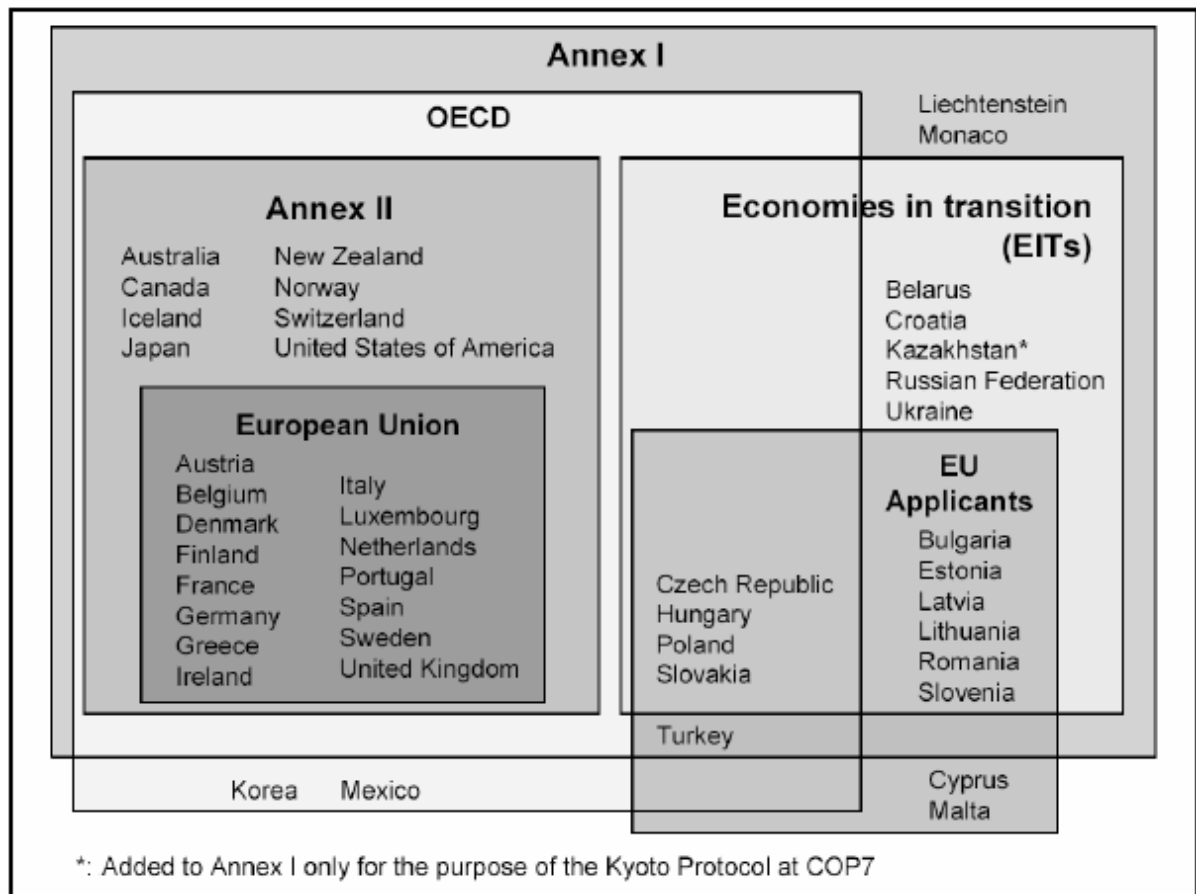 Annex I
OECD
Liechtenstein
Monaco
Annex II
Australia
Canada
Iceland
Japan
New Zealand
Norway
Switzerland
United States of America
European Union
Austria
Belgium
Denmark
Finland
France
Germany
Greece
Ireland
Italy
Luxembourg
Netherlands
Portugal
Spain
Sweden
United Kingdom
Economies in transition
(EITs)
Belarus
Croatia
Kazakhstan*
Russian Federation
Ukraine
EU
Applicants
Bulgaria
Estonia
Latvia
Lithuania
Romania
Slovenia
Czech Republic
Hungary
Poland
Slovakia
Turkey
Korea
Mexico
Cyprus
Malta
*: Added to Annex I only for the purpose of the Kyoto Protocol at COP7